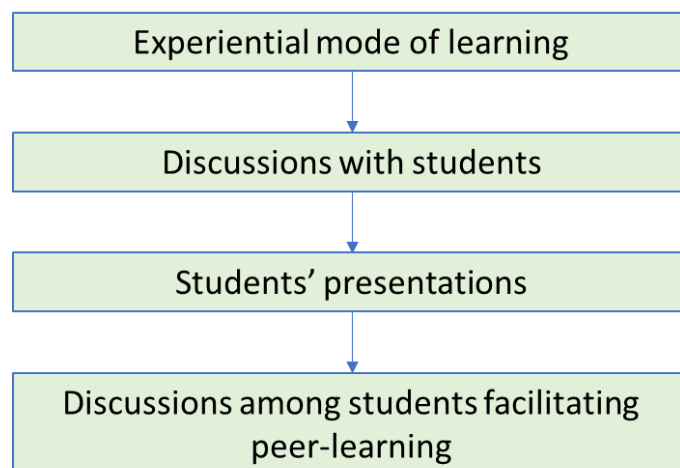 Experiential mode of learning
Discussions with students
Students’ presentations
Discussions among students facilitating
peer-learning